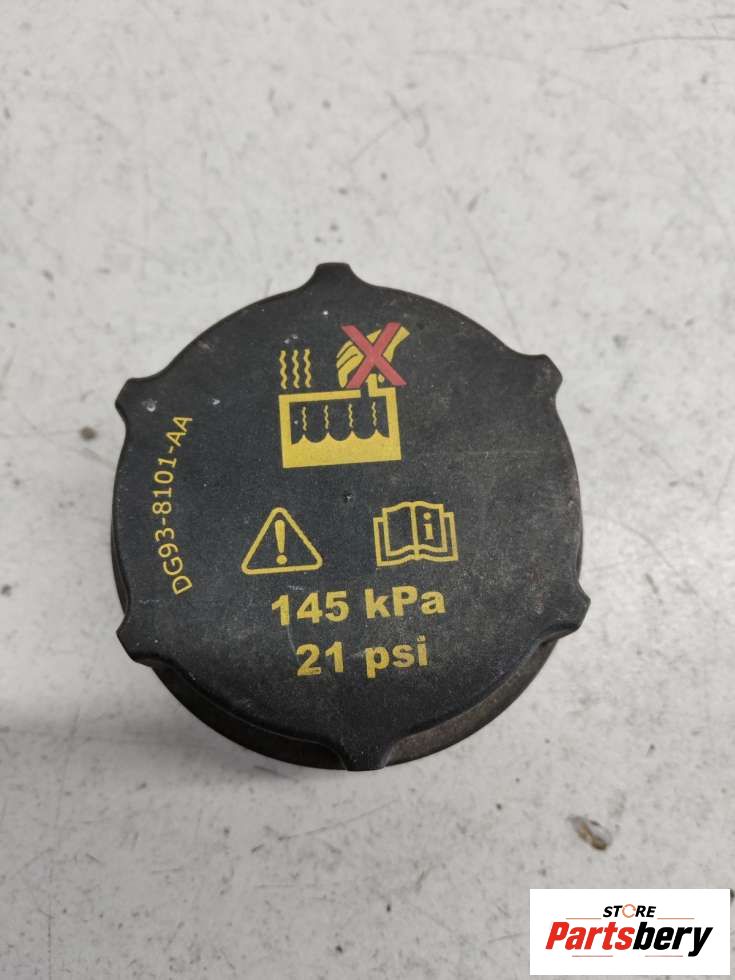 DG93-8101-AA
145 kPa
21 psi
STORE
Partsbery